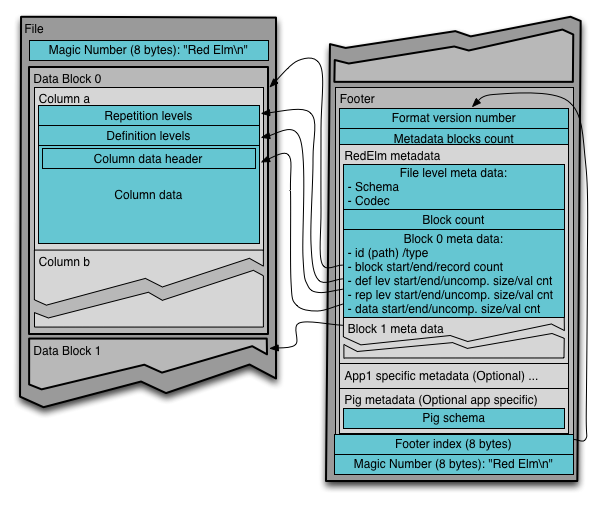 File
Magic Number (8 bytes): "Red Elm\n"
Data Block 0
Column a
Repetition levels
Definition levels
Column data header
Column data
Column b
Data Block 1
Footer
Format version number
Metadata blocks count
RedElm metadata
File level meta data:
- Schema
- Codec
Block count
Block 0 meta data:
- id (path) /type
- block start/end/record count
- def lev start/end/uncomp. size/val cnt
- rep lev start/end/uncomp. size/val cnt
- data start/end/uncomp. size/val cnt
Block 1 meta data
App1 specific metadata (Optional) ...
Pig metadata (Optional app specific)
Pig schema
Footer index (8 bytes)
Magic Number (8 bytes): "Red Elm\n"